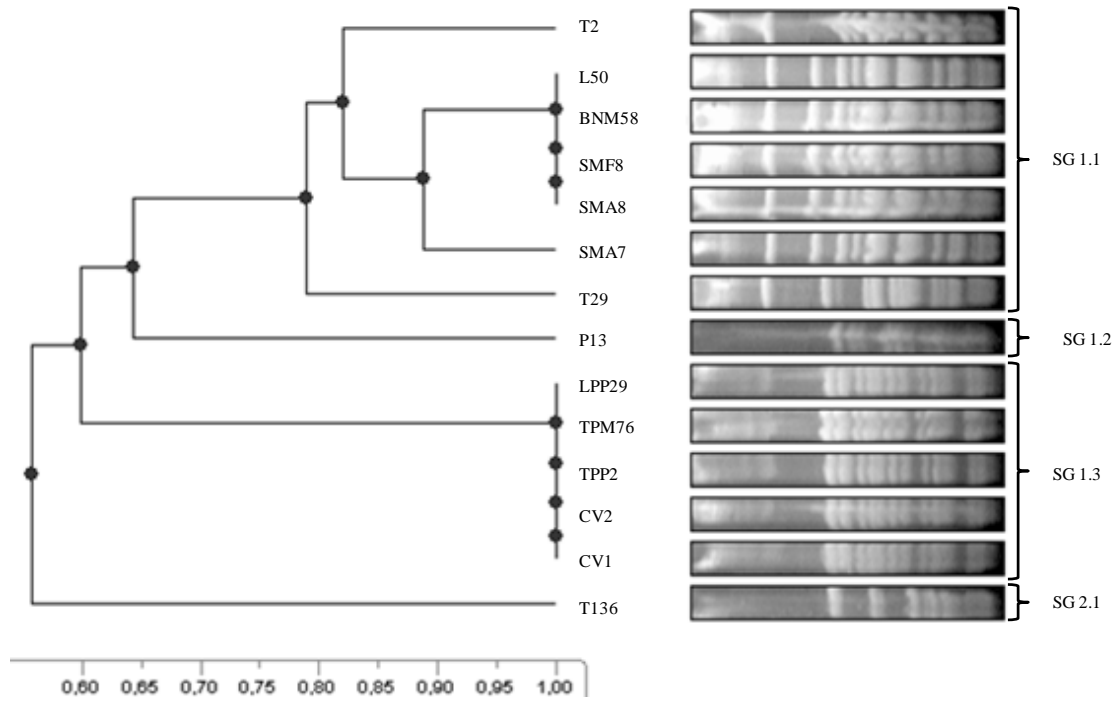 T2
L50
BNM58
SMF8
SMA8
SMA7
T29
P13
LPP29
TPM76
TPP2
CV2
CV1
T136
SG 1.1
SG 1.2
SG 1.3
SG 2.1
0,60 0,65 0,70 0,75 0,80 0,85 0,90 0,95 1,00